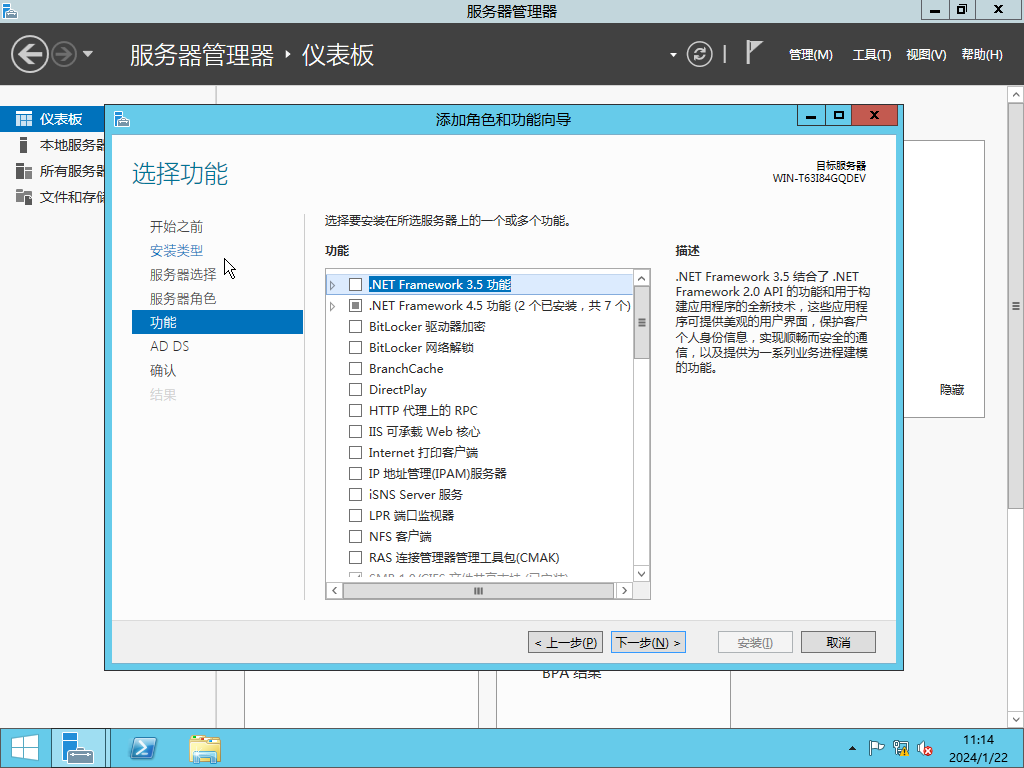 服务器管理器
服务器管理器 · 仪表板
管理(M) 工具(T) 视图(V) 帮助(H)
仪表板
本地服务器
所有服务器
文件和存储
添加角色和功能向导
选择功能
目标服务器
WIN-T63I84GQDEV
开始之前
安装类型
服务器选择
服务器角色
功能
AD DS
确认
结果
选择要安装在所选服务器上的一个或多个功能。
功能
.NET Framework 3.5 功能
.NET Framework 4.5 功能 (2 个已安装，共 7 个)
BitLocker 驱动器加密
BitLocker 网络解锁
BranchCache
DirectPlay
HTTP 代理上的 RPC
IIS 可承载 Web 核心
Internet 打印客户端
IP 地址管理(IPAM)服务器
iSNS Server 服务
LPR 端口监视器
NFS 客户端
RAS 连接管理器管理工具包(CMAK)
SMB 1.0/CIFS 文件共享支持 (已安装)
描述
.NET Framework 3.5 结合了 .NET
Framework 2.0 API 的功能和用于构
建应用程序的全新技术，这些应用程
序可提供美观的用户界面，保护客户
个人身份信息，实现顺畅而安全的通
信，以及提供为一系列业务进程建模
的功能。
隐藏
< 上一步(P) 下一步(N) > 安装(I) 取消
BPA 结果
11:14
2024/1/22